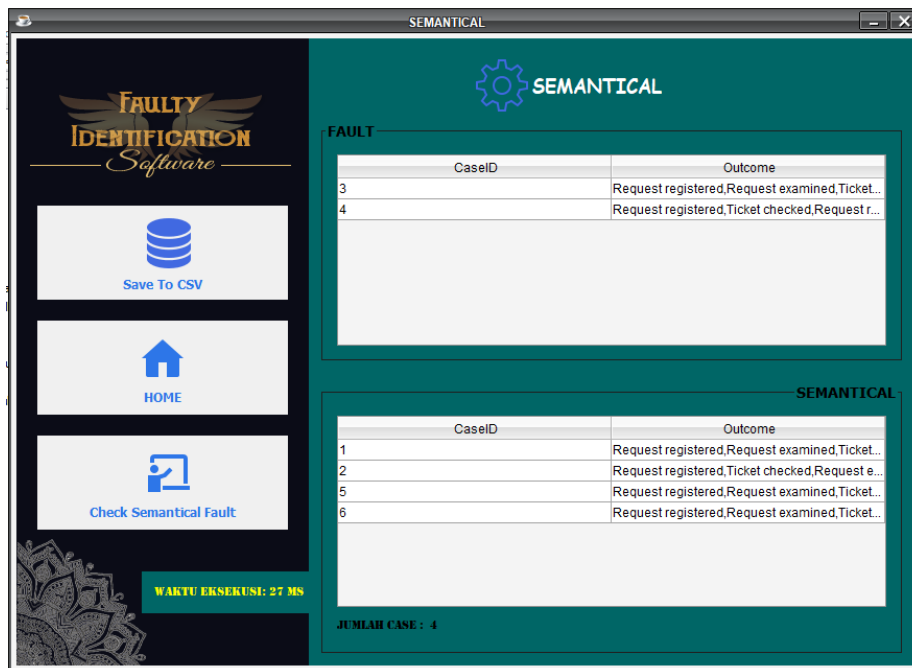 SEMANTICAL
FAULTY
IDENTIFICATION
Software
Save To CSV
HOME
Check Semantical Fault
WAKTU EKSEKUSI: 27 MS
SEMANTICAL
FAULT
CaseID Outcome
3 Request registered,Request examined,Ticket...
4 Request registered,Ticket checked,Request r...
SEMANTICAL
CaseID Outcome
1 Request registered,Request examined,Ticket...
2 Request registered,Ticket checked,Request e...
5 Request registered,Request examined,Ticket...
6 Request registered,Request examined,Ticket...
JUMLAH CASE : 4